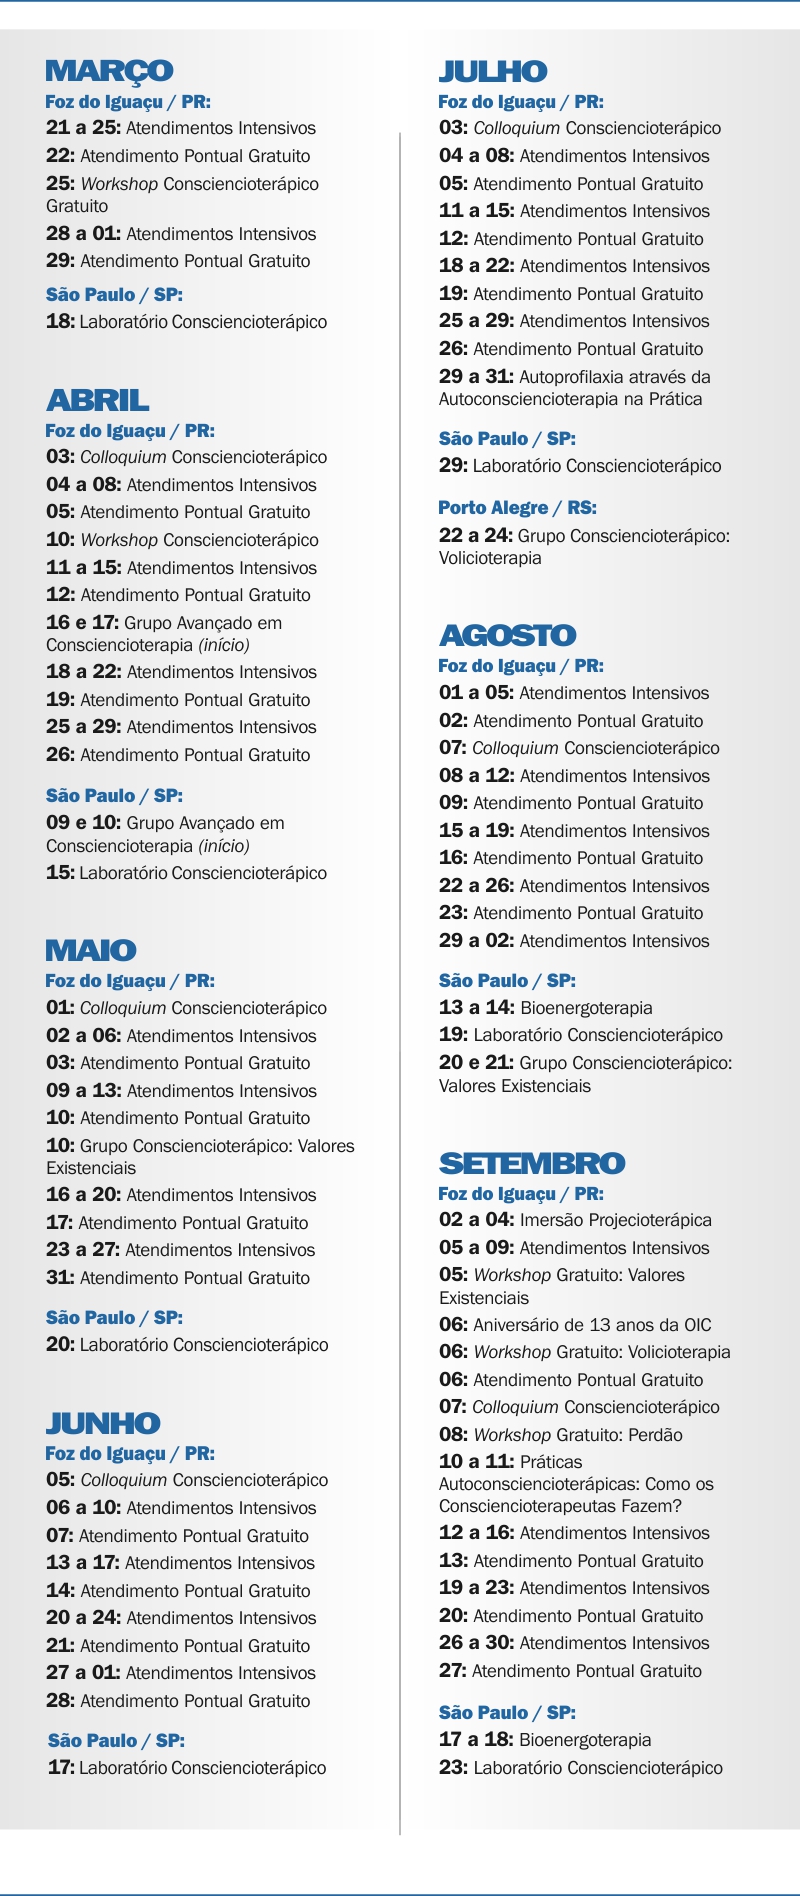 MARÇO
Foz do Iguaçu / PR:
21 a 25: Atendimentos Intensivos
22: Atendimento Pontual Gratuito
25: Workshop Consciencioterápico
Gratuito
28 a 01: Atendimentos Intensivos
29: Atendimento Pontual Gratuito
São Paulo / SP:
18: Laboratório Consciencioterápico
ABRIL
Foz do Iguaçu / PR:
03: Colloquium Consciencioterápico
04 a 08: Atendimentos Intensivos
05: Atendimento Pontual Gratuito
10: Workshop Consciencioterápico
11 a 15: Atendimentos Intensivos
12: Atendimento Pontual Gratuito
16 e 17: Grupo Avançado em
Consciencioterapia (início)
18 a 22: Atendimentos Intensivos
19: Atendimento Pontual Gratuito
25 a 29: Atendimentos Intensivos
26: Atendimento Pontual Gratuito
São Paulo / SP:
09 e 10: Grupo Avançado em
Consciencioterapia (início)
15: Laboratório Consciencioterápico
MAIO
Foz do Iguaçu / PR:
01: Colloquium Consciencioterápico
02 a 06: Atendimentos Intensivos
03: Atendimento Pontual Gratuito
09 a 13: Atendimentos Intensivos
10: Atendimento Pontual Gratuito
10: Grupo Consciencioterápico: Valores
Existenciais
16 a 20: Atendimentos Intensivos
17: Atendimento Pontual Gratuito
23 a 27: Atendimentos Intensivos
31: Atendimento Pontual Gratuito
São Paulo / SP:
20: Laboratório Consciencioterápico
JUNHO
Foz do Iguaçu / PR:
05: Colloquium Consciencioterápico
06 a 10: Atendimentos Intensivos
07: Atendimento Pontual Gratuito
13 a 17: Atendimentos Intensivos
14: Atendimento Pontual Gratuito
20 a 24: Atendimentos Intensivos
21: Atendimento Pontual Gratuito
27 a 01: Atendimentos Intensivos
28: Atendimento Pontual Gratuito
São Paulo / SP:
17: Laboratório Consciencioterápico
JULHO
Foz do Iguaçu / PR:
03: Colloquium Consciencioterápico
04 a 08: Atendimentos Intensivos
05: Atendimento Pontual Gratuito
11 a 15: Atendimentos Intensivos
12: Atendimento Pontual Gratuito
18 a 22: Atendimentos Intensivos
19: Atendimento Pontual Gratuito
25 a 29: Atendimentos Intensivos
26: Atendimento Pontual Gratuito
29 a 31: Autoprofilaxia através da
Autoconsciencioterapia na Prática
São Paulo / SP:
29: Laboratório Consciencioterápico
Porto Alegre / RS:
22 a 24: Grupo Consciencioterápico:
Volicioterapia
AGOSTO
Foz do Iguaçu / PR:
01 a 05: Atendimentos Intensivos
02: Atendimento Pontual Gratuito
07: Colloquium Consciencioterápico
08 a 12: Atendimentos Intensivos
09: Atendimento Pontual Gratuito
15 a 19: Atendimentos Intensivos
16: Atendimento Pontual Gratuito
22 a 26: Atendimentos Intensivos
23: Atendimento Pontual Gratuito
29 a 02: Atendimentos Intensivos
São Paulo / SP:
13 a 14: Bioenergoterapia
19: Laboratório Consciencioterápico
20 e 21: Grupo Consciencioterápico:
Valores Existenciais
SETEMBRO
Foz do Iguaçu / PR:
02 a 04: Imersão Projecioterápica
05 a 09: Atendimentos Intensivos
05: Workshop Gratuito: Valores
Existenciais
06: Aniversário de 13 anos da OIC
06: Workshop Gratuito: Volicioterapia
06: Atendimento Pontual Gratuito
07: Colloquium Consciencioterápico
08: Workshop Gratuito: Perdão
10 a 11: Práticas
Autoconsciencioterápicas: Como os
Consciencioterapeutas Fazem?
12 a 16: Atendimentos Intensivos
13: Atendimento Pontual Gratuito
19 a 23: Atendimentos Intensivos
20: Atendimento Pontual Gratuito
26 a 30: Atendimentos Intensivos
27: Atendimento Pontual Gratuito
São Paulo / SP:
17 a 18: Bioenergoterapia
23: Laboratório Consciencioterápico